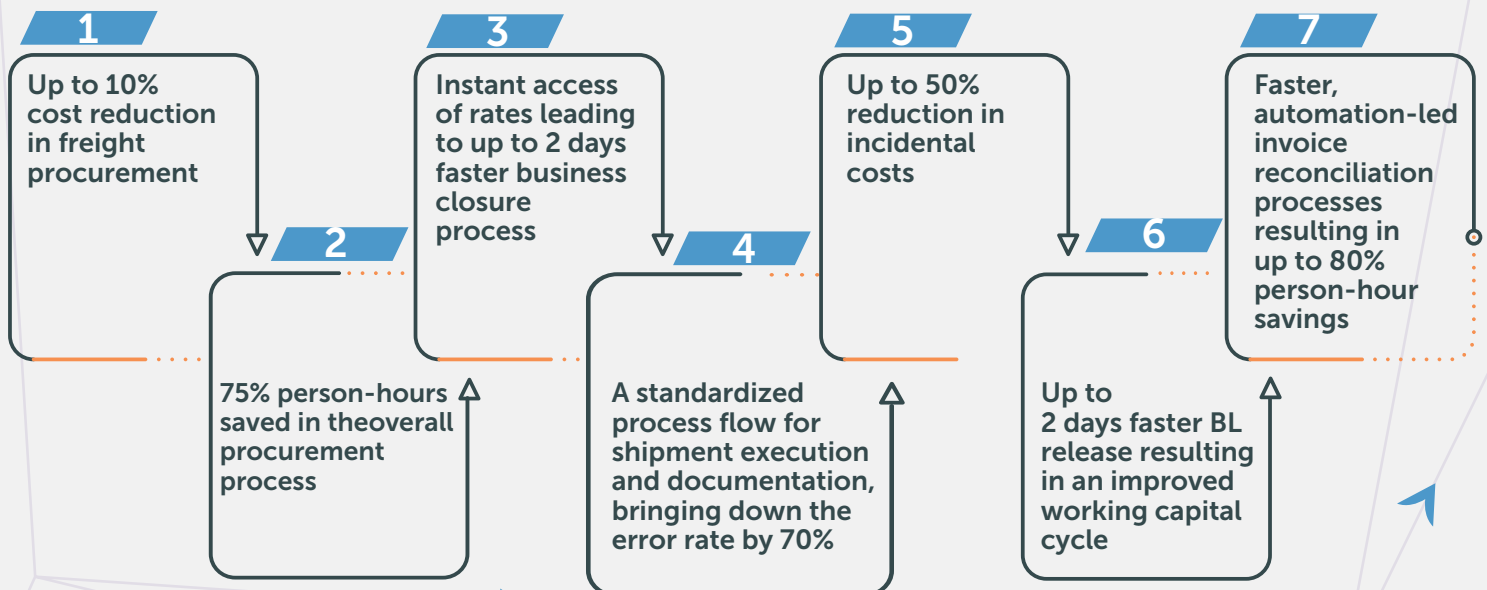 1
Up to 10%
cost reduction
in freight
procurement
2
75% person-hours
saved in theoverall
procurement
process
3
Instant access
of rates leading
to up to 2 days
faster business
closure
process
4
A standardized
process flow for
shipment execution
and documentation,
bringing down the
error rate by 70%
5
Up to 50%
reduction in
incidental
costs
6
Up to
2 days faster BL
release resulting
in an improved
working capital
cycle
7
Faster,
automation-led
invoice
reconciliation
processes
resulting in
up to 80%
person-hour
savings